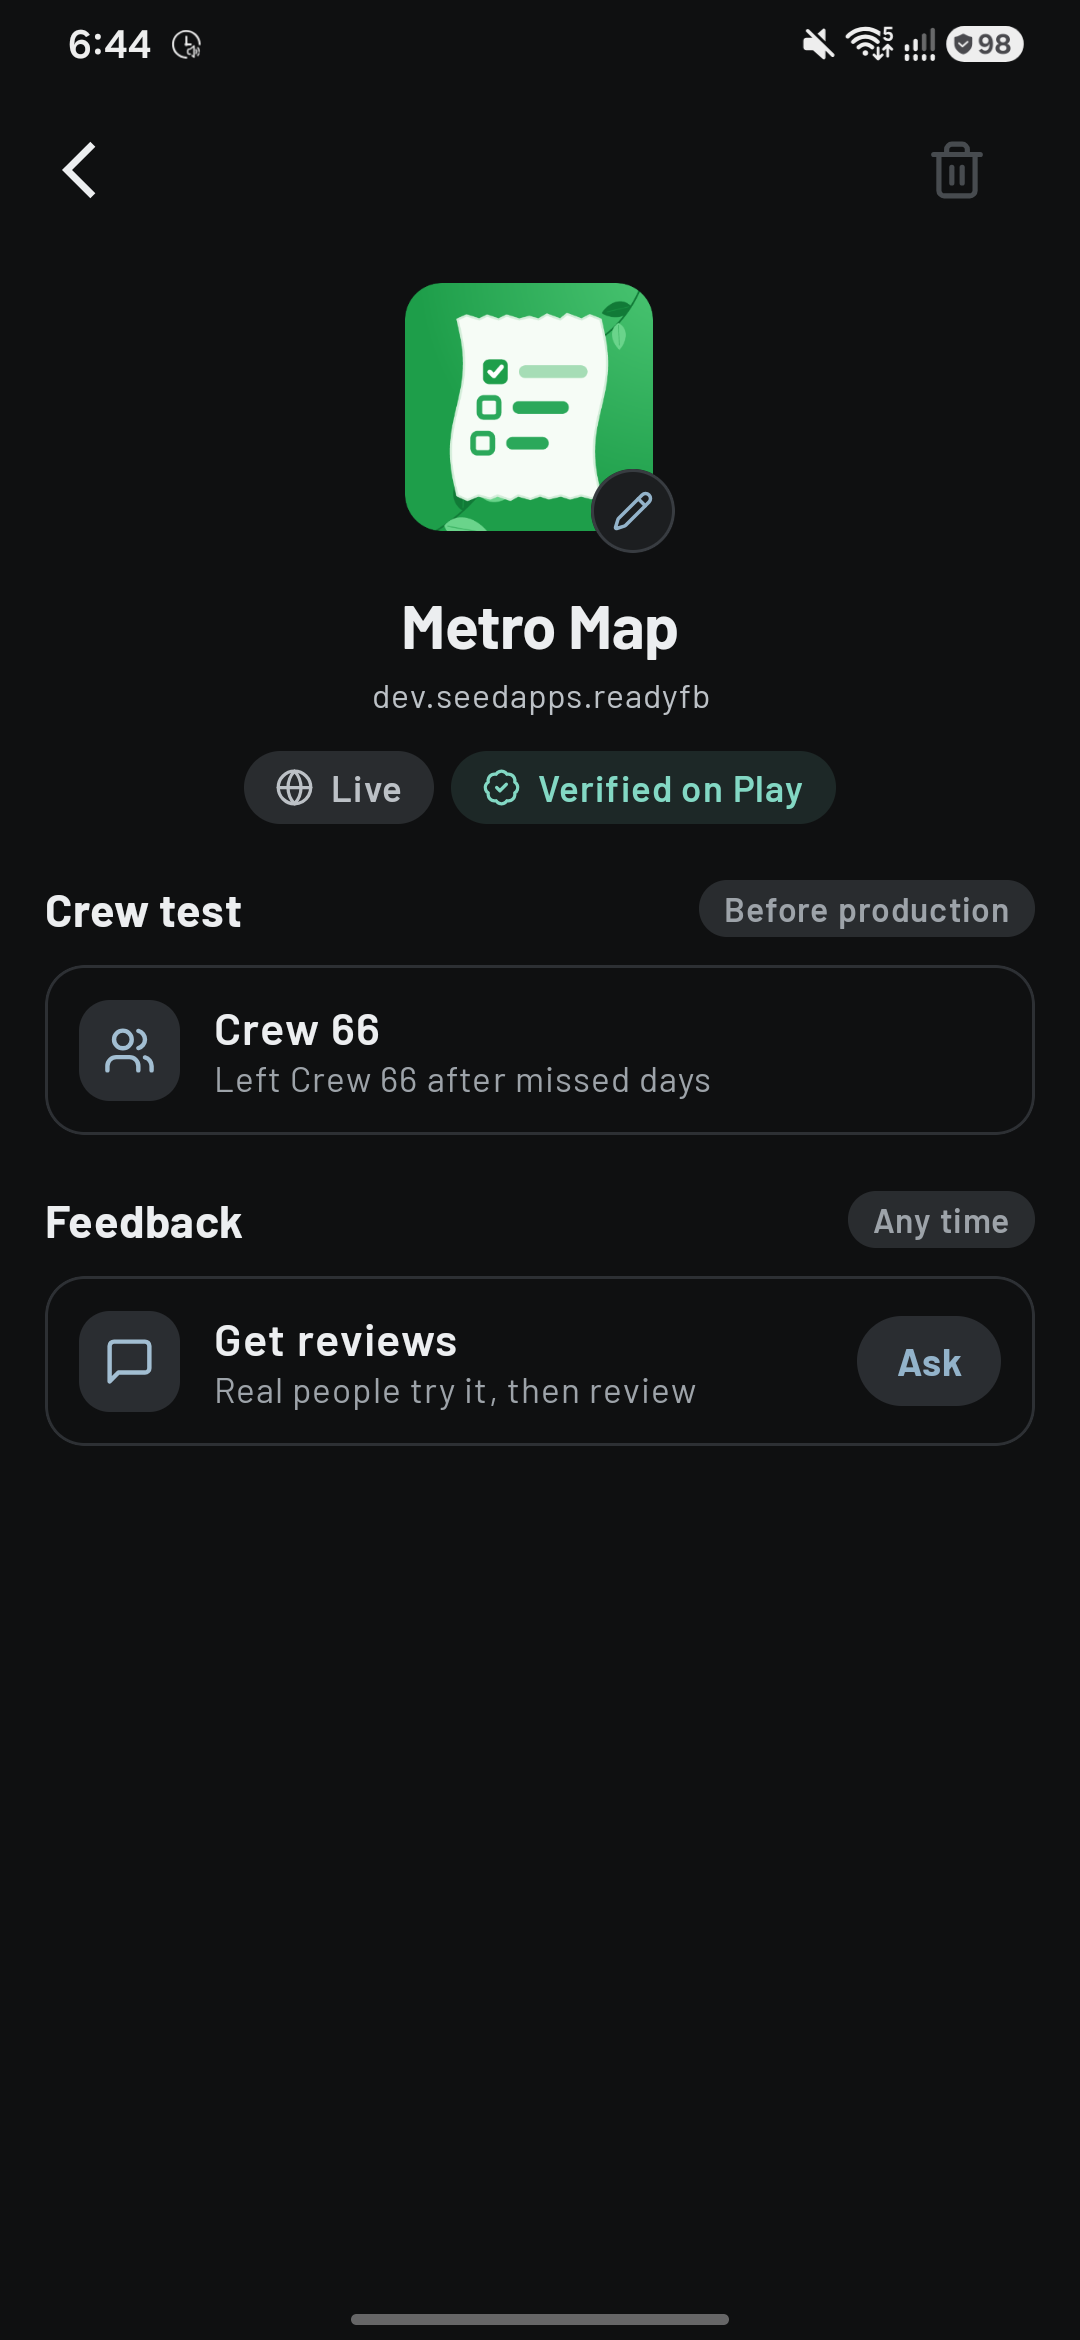 6:44
5
98
Metro Map
dev.seedapps.readyfb
Live
Verified on Play
Crew test
Before production
Crew 66
Left Crew 66 after missed days
Feedback
Any time
Get reviews
Real people try it, then review
Ask